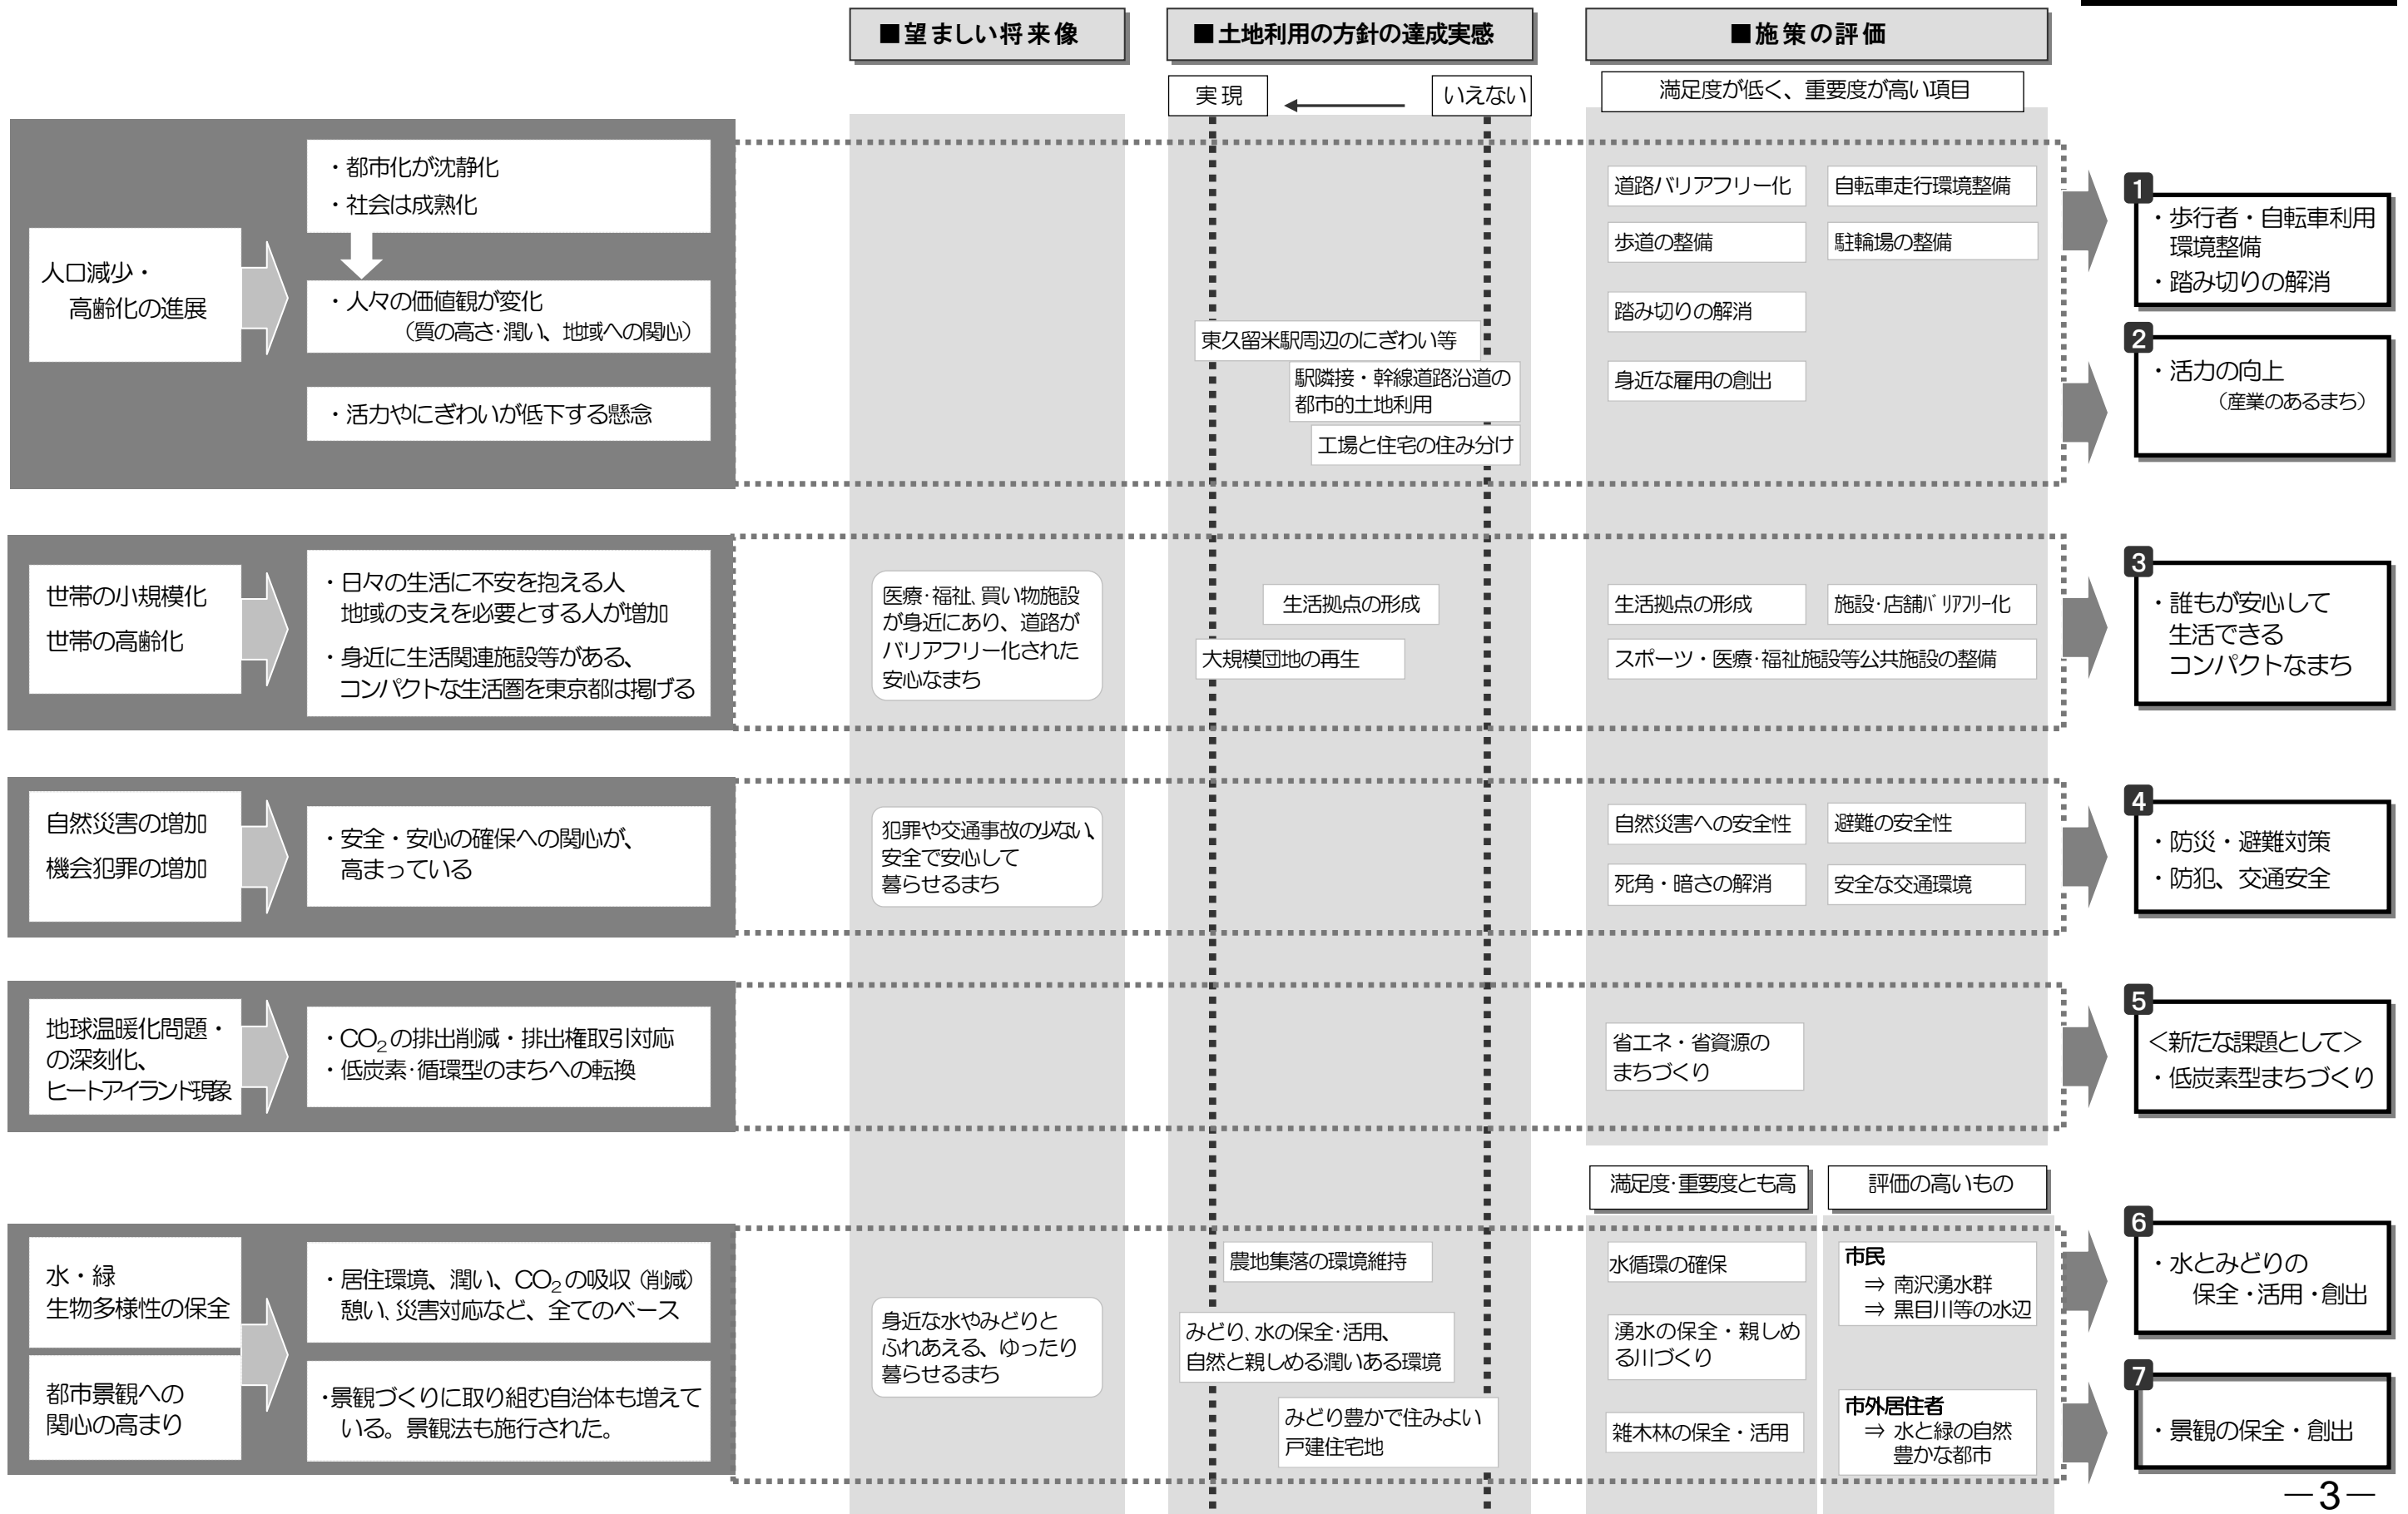 ■望ましい将来像
■土地利用の方針の達成実感
■施策の評価
実現
いえない
満足度が低く、重要度が高い項目
人口減少・
高齢化の進展
・都市化が沈静化
・社会は成熟化
・人々の価値観が変化
（質の高さ・潤い、地域への関心）
・活力やにぎわいが低下する懸念
東久留米駅周辺のにぎわい等
駅隣接・幹線道路沿道の
都市的土地利用
工場と住宅の住み分け
道路バリアフリー化
自転車走行環境整備
歩道の整備
駐輪場の整備
踏み切りの解消
身近な雇用の創出
1
・歩行者・自転車利用
環境整備
・踏み切りの解消
2
・活力の向上
（産業のあるまち）
世帯の小規模化
世帯の高齢化
・日々の生活に不安を抱える人
地域の支えを必要とする人が増加
・身近に生活関連施設等がある、
コンパクトな生活圏を東京都は掲げる
医療・福祉、買い物施設
が身近にあり、道路が
バリアフリー化された
安心なまち
生活拠点の形成
大規模団地の再生
生活拠点の形成
施設・店舗ﾊﾞﾘｱﾌﾘｰ化
スポーツ・医療・福祉施設等公共施設の整備
3
・誰もが安心して
生活できる
コンパクトなまち
自然災害の増加
機会犯罪の増加
・安全・安心の確保への関心が、
高まっている
犯罪や交通事故の少ない、
安全で安心して
暮らせるまち
自然災害への安全性
避難の安全性
死角・暗さの解消
安全な交通環境
4
・防災・避難対策
・防犯、交通安全
地球温暖化問題・
の深刻化、
ヒートアイランド現象
・CO₂の排出削減・排出権取引対応
・低炭素・循環型のまちへの転換
省エネ・省資源の
まちづくり
5
＜新たな課題として＞
・低炭素型まちづくり
満足度・重要度とも高
評価の高いもの
水・緑
生物多様性の保全
都市景観への
関心の高まり
・居住環境、潤い、CO₂の吸収（削減）
憩い、災害対応など、全てのベース
・景観づくりに取り組む自治体も増えて
いる。景観法も施行された。
身近な水やみどりと
ふれあえる、ゆったり
暮らせるまち
農地集落の環境維持
みどり、水の保全・活用、
自然と親しめる潤いある環境
みどり豊かで住みよい
戸建住宅地
水循環の確保
湧水の保全・親しめ
る川づくり
雑木林の保全・活用
市民
⇒ 南沢湧水群
⇒ 黒目川等の水辺
市外居住者
⇒ 水と緑の自然
豊かな都市
6
・水とみどりの
保全・活用・創出
7
・景観の保全・創出
－3－